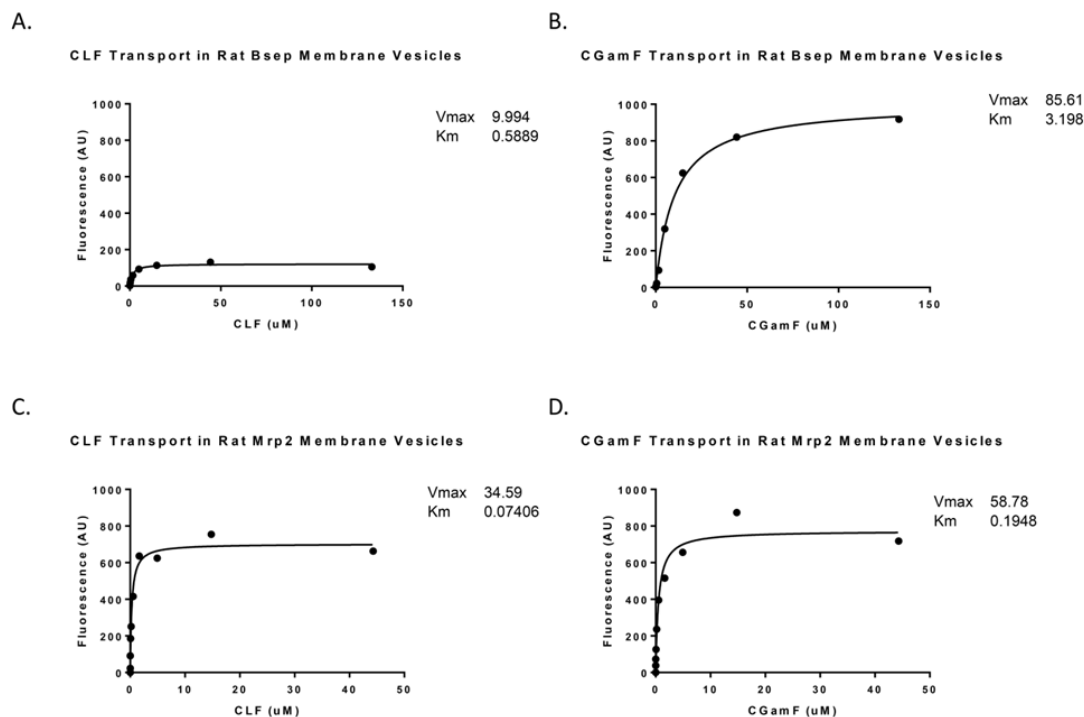 A.
CLF Transport in Rat Bsep Membrane Vesicles
Vmax 9.994
Km 0.5889
Fluorescence (AU)
1000
800
600
400
200
0
0 50 100 150
CLF (uM)
B.
CGamF Transport in Rat Bsep Membrane Vesicles
Vmax 85.61
Km 3.198
Fluorescence (AU)
1000
800
600
400
200
0
0 50 100 150
CGamF (uM)
C.
CLF Transport in Rat Mrp2 Membrane Vesicles
Vmax 34.59
Km 0.07406
Fluorescence (AU)
1000
800
600
400
200
0
0 10 20 30 40 50
CLF (uM)
D.
CGamF Transport in Rat Mrp2 Membrane Vesicles
Vmax 58.78
Km 0.1948
Fluorescence (AU)
1000
800
600
400
200
0
0 10 20 30 40 50
CGamF (uM)